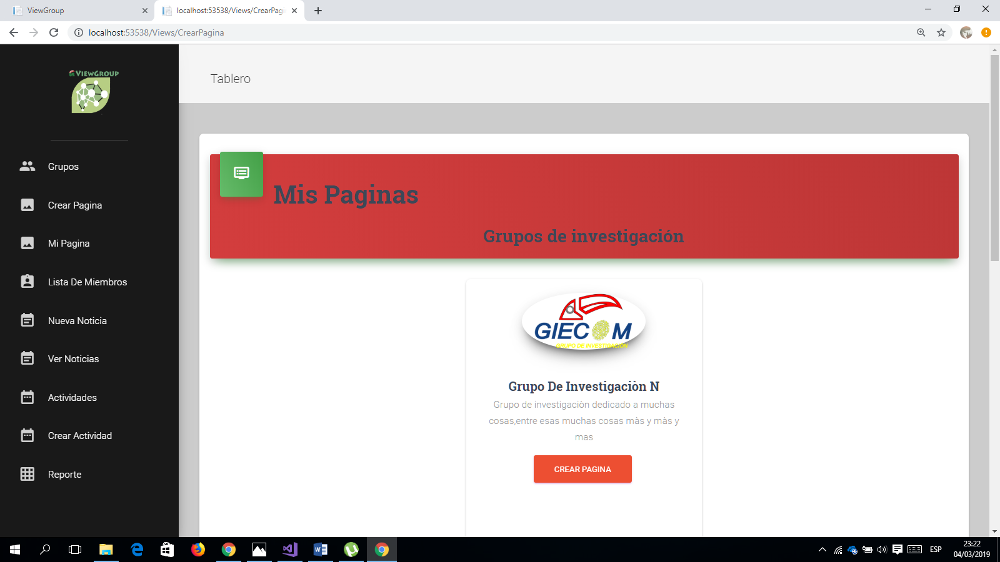 ViewGroup
localhost:53538/Views/CrearPagi
localhost:53538/Views/CrearPagina
VIEWGROUP
Tablero
Grupos
Crear Pagina
Mi Pagina
Lista De Miembros
Nueva Noticia
Ver Noticias
Actividades
Crear Actividad
Reporte
Mis Paginas
Grupos de investigación
GIECOM
GRUPO DE INVESTIGACION
Grupo De Investigaciòn N
Grupo de investigaciòn dedicado a muchas
cosas,entre esas muchas cosas màs y màs y
mas
CREAR PAGINA
ESP
23:22
04/03/2019